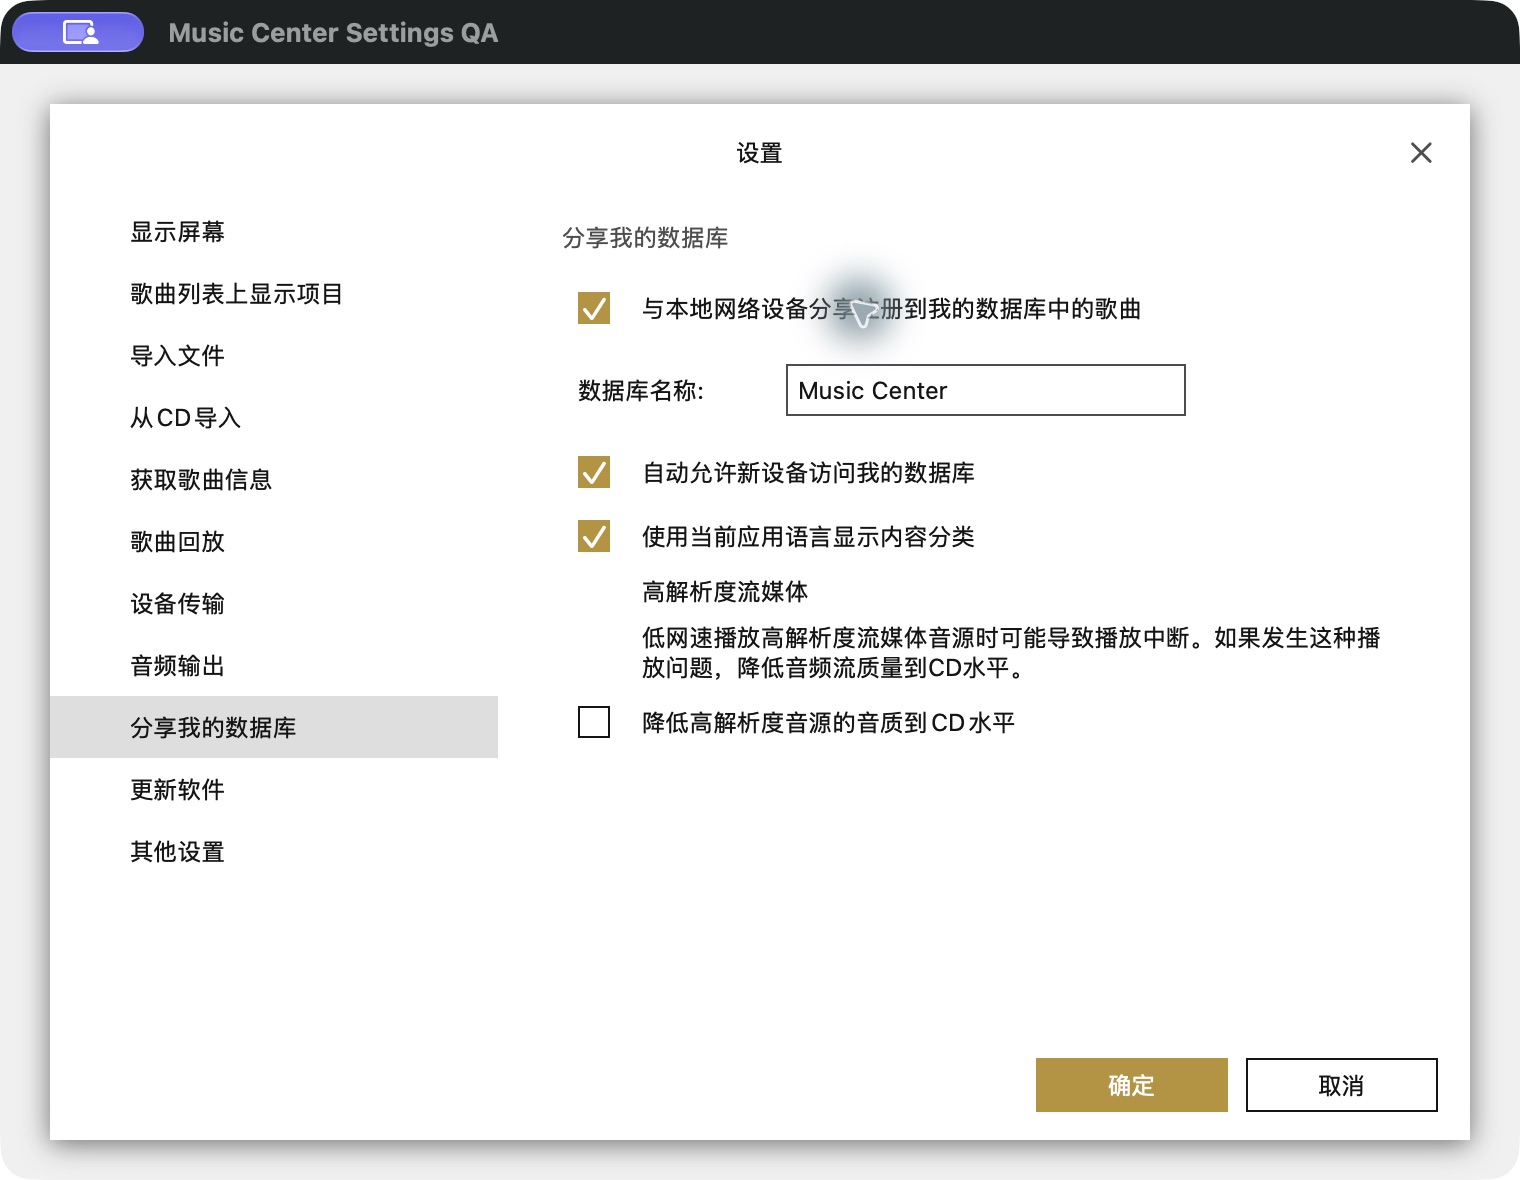 Music Center Settings QA
设置
显示屏幕
歌曲列表上显示项目
导入文件
从CD导入
获取歌曲信息
歌曲回放
设备传输
音频输出
分享我的数据库
更新软件
其他设置
分享我的数据库
与本地网络设备分享注册到我的数据库中的歌曲
数据库名称:
Music Center
自动允许新设备访问我的数据库
使用当前应用语言显示内容分类
高解析度流媒体
低网速播放高解析度流媒体音源时可能导致播放中断。如果发生这种播
放问题，降低音频流质量到CD水平。
降低高解析度音源的音质到CD水平
确定
取消